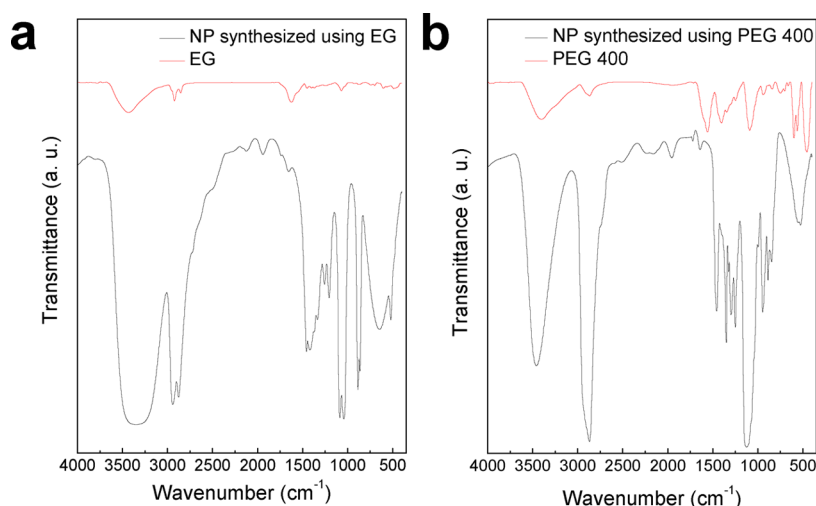 a
NP synthesized using EG
EG
Transmittance (a. u.)
4000 3500 3000 2500 2000 1500 1000 500
Wavenumber (cm-1)
b
NP synthesized using PEG 400
PEG 400
Transmittance (a. u.)
4000 3500 3000 2500 2000 1500 1000 500
Wavenumber (cm-1)